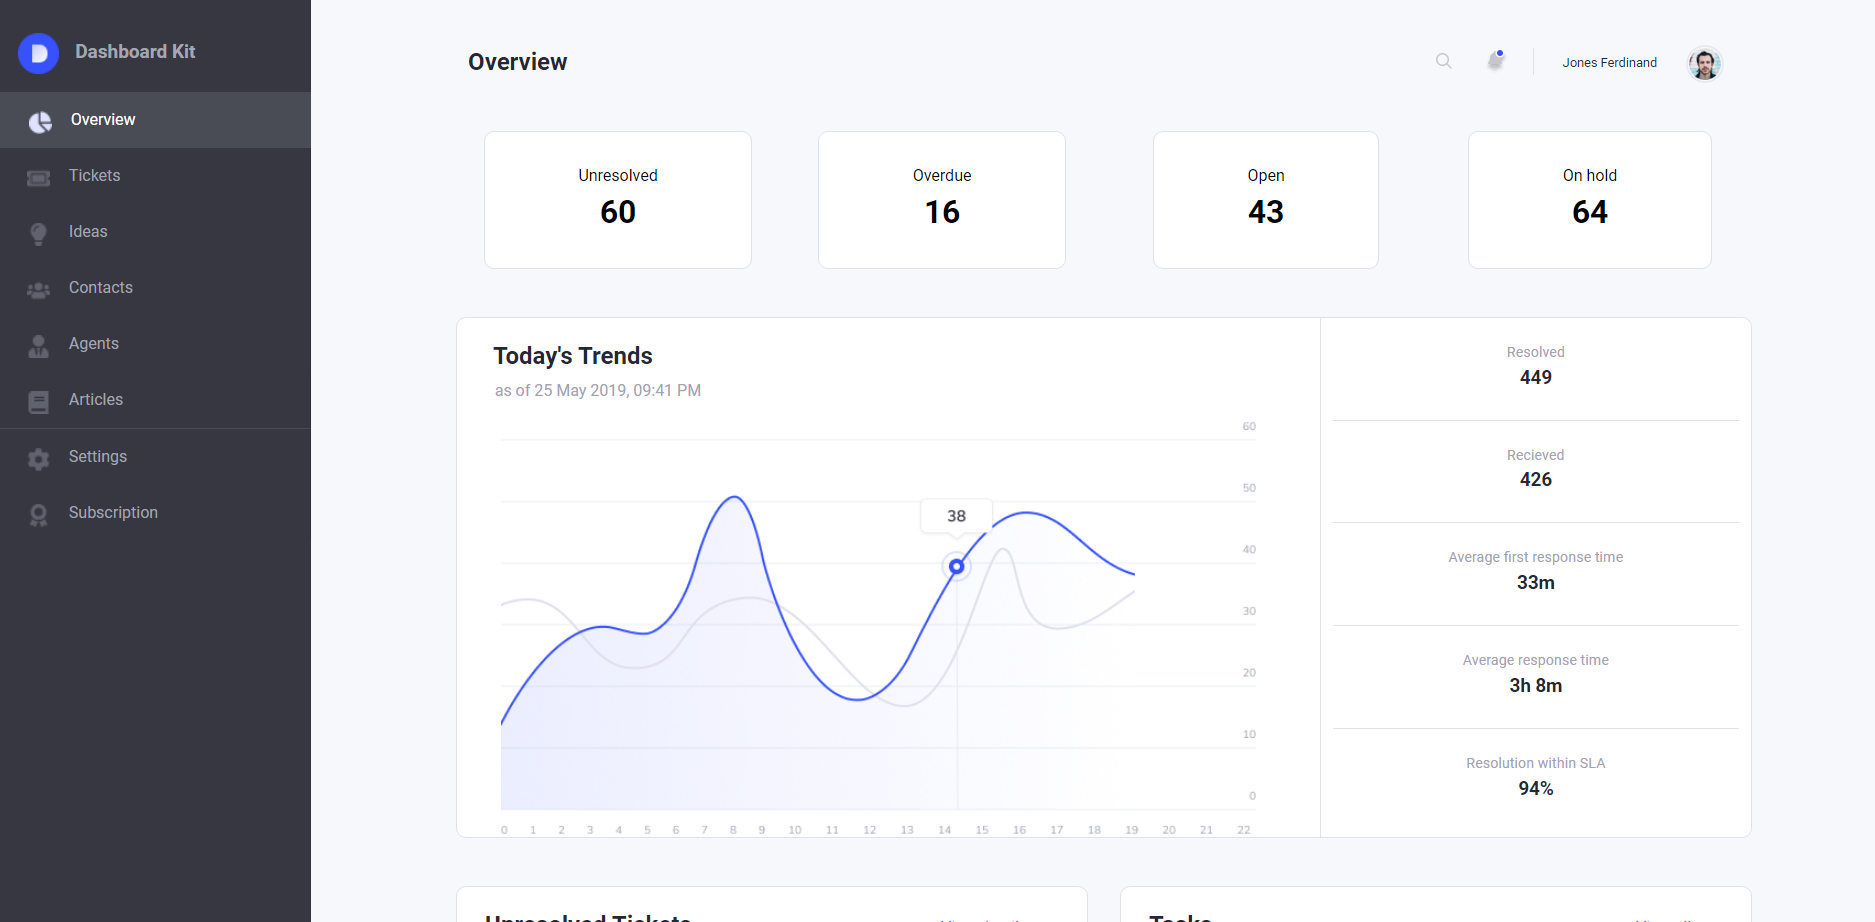 Dashboard Kit
Overview
Tickets
Ideas
Contacts
Agents
Articles
Settings
Subscription
Overview
Jones Ferdinand
Unresolved
60
Overdue
16
Open
43
On hold
64
Today's Trends
as of 25 May 2019, 09:41 PM
60
50
40
30
20
10
0
38
0 1 2 3 4 5 6 7 8 9 10 11 12 13 14 15 16 17 18 19 20 21 22
Resolved
449
Recieved
426
Average first response time
33m
Average response time
3h 8m
Resolution within SLA
94%
Unresolved Tickets
Tasks